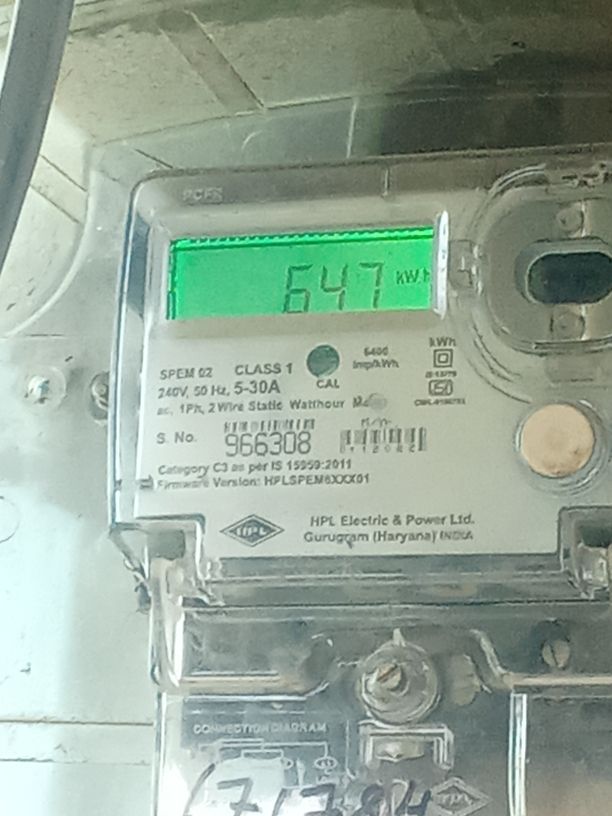 647 kWh
SPEM 02 CLASS 1
6400 imp/kWh
kWh
240V, 50 Hz, 5-30A
CAL
ac, 1Ph, 2 Wire Static Watthour
S. No. 966308
Category C3 as per IS 15959:2011
Firmware Version: HPLSPEM6XXX01
HPL
HPL Electric & Power Ltd.
Gurugram (Haryana) INDIA
CONNECTION DIAGRAM
HPL